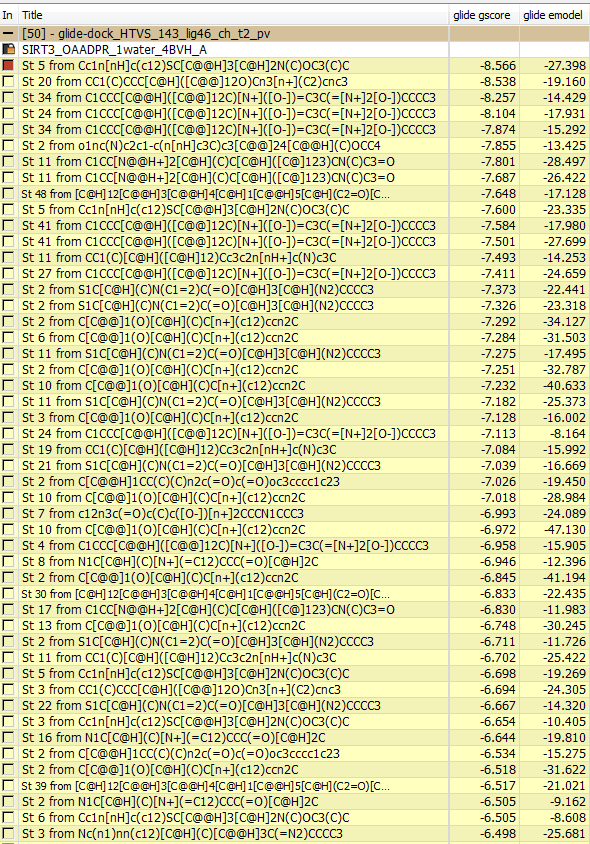 In Title glide gscore glide emodel
[50] - glide-dock_HTVS_143_lig46_ch_t2_pv
SIRT3_OAADPR_1water_4BVH_A
St 5 from Cc1n[nH]c(c12)SC[C@@H]3[C@@H]2N(C)OC3(C)C -8.566 -27.398
St 20 from CC1(C)CCC[C@H]([C@@]12O)Cn3[n+](C2)cnc3 -8.538 -19.160
St 34 from C1CCC[C@@H]([C@@]12C)[N+]([O-])=C3C(=[N+]2[O-])CCCC3 -8.257 -14.429
St 24 from C1CCC[C@@H]([C@@]12C)[N+]([O-])=C3C(=[N+]2[O-])CCCC3 -8.104 -17.931
St 34 from C1CCC[C@@H]([C@@]12C)[N+]([O-])=C3C(=[N+]2[O-])CCCC3 -7.874 -15.292
St 2 from o1nc(N)c2c1-c(n[nH]c3C)c3[C@@]24[C@@H](C)OCC4 -7.855 -13.425
St 11 from C1CC[N@@H+]2[C@H](C)C[C@H]([C@]123)CN(C)C3=O -7.801 -28.497
St 11 from C1CC[N@@H+]2[C@H](C)C[C@H]([C@]123)CN(C)C3=O -7.687 -26.422
St 48 from [C@H]12[C@@H]3[C@@H]4[C@H]1[C@@H]5[C@H](C2=O)[C... -7.648 -17.128
St 5 from Cc1n[nH]c(c12)SC[C@@H]3[C@@H]2N(C)OC3(C)C -7.600 -23.335
St 41 from C1CCC[C@@H]([C@@]12C)[N+]([O-])=C3C(=[N+]2[O-])CCCC3 -7.584 -17.980
St 41 from C1CCC[C@@H]([C@@]12C)[N+]([O-])=C3C(=[N+]2[O-])CCCC3 -7.501 -27.699
St 11 from CC1(C)[C@H]([C@@H]12)Cc3c2n[nH+]c(N)c3C -7.493 -14.253
St 27 from C1CCC[C@@H]([C@@]12C)[N+]([O-])=C3C(=[N+]2[O-])CCCC3 -7.411 -24.659
St 2 from S1C[C@H](C)N(C1=2)C(=O)[C@H]3[C@H](N2)CCCC3 -7.373 -22.441
St 2 from S1C[C@H](C)N(C1=2)C(=O)[C@H]3[C@H](N2)CCCC3 -7.326 -23.318
St 2 from C[C@@]1(O)[C@H](C)C[n+](c12)ccn2C -7.292 -34.127
St 6 from C[C@@]1(O)[C@H](C)C[n+](c12)ccn2C -7.284 -31.503
St 11 from S1C[C@H](C)N(C1=2)C(=O)[C@H]3[C@H](N2)CCCC3 -7.275 -17.495
St 2 from C[C@@]1(O)[C@H](C)C[n+](c12)ccn2C -7.251 -32.787
St 10 from C[C@@]1(O)[C@H](C)C[n+](c12)ccn2C -7.232 -40.633
St 11 from S1C[C@H](C)N(C1=2)C(=O)[C@H]3[C@H](N2)CCCC3 -7.182 -25.373
St 3 from C[C@@]1(O)[C@H](C)C[n+](c12)ccn2C -7.128 -16.002
St 24 from C1CCC[C@@H]([C@@]12C)[N+]([O-])=C3C(=[N+]2[O-])CCCC3 -7.113 -8.164
St 19 from CC1(C)[C@H]([C@@H]12)Cc3c2n[nH+]c(N)c3C -7.084 -15.992
St 21 from S1C[C@H](C)N(C1=2)C(=O)[C@H]3[C@H](N2)CCCC3 -7.039 -16.669
St 2 from C[C@@H]1CC(C)(C)n2c(=O)c(=O)oc3cccc1c23 -7.026 -19.450
St 10 from C[C@@]1(O)[C@H](C)C[n+](c12)ccn2C -7.018 -28.984
St 7 from c12n3c(=O)c(C)c([O-])[n+]2CCCN1CCC3 -6.993 -24.089
St 10 from C[C@@]1(O)[C@H](C)C[n+](c12)ccn2C -6.972 -47.130
St 4 from C1CCC[C@@H]([C@@]12C)[N+]([O-])=C3C(=[N+]2[O-])CCCC3 -6.958 -15.905
St 8 from N1C[C@H](C)[N+](=C12)CCC(=O)[C@H]2C -6.946 -12.396
St 2 from C[C@@]1(O)[C@H](C)C[n+](c12)ccn2C -6.845 -41.194
St 30 from [C@H]12[C@@H]3[C@@H]4[C@H]1[C@@H]5[C@H](C2=O)[C... -6.833 -22.435
St 17 from C1CC[N@@H+]2[C@H](C)C[C@H]([C@]123)CN(C)C3=O -6.830 -11.983
St 13 from C[C@@]1(O)[C@H](C)C[n+](c12)ccn2C -6.748 -30.245
St 2 from S1C[C@H](C)N(C1=2)C(=O)[C@H]3[C@H](N2)CCCC3 -6.711 -11.726
St 11 from CC1(C)[C@H]([C@@H]12)Cc3c2n[nH+]c(N)c3C -6.702 -25.422
St 5 from Cc1n[nH]c(c12)SC[C@@H]3[C@@H]2N(C)OC3(C)C -6.698 -19.269
St 3 from CC1(C)CCC[C@H]([C@@]12O)Cn3[n+](C2)cnc3 -6.694 -24.305
St 22 from S1C[C@H](C)N(C1=2)C(=O)[C@H]3[C@H](N2)CCCC3 -6.667 -14.320
St 3 from Cc1n[nH]c(c12)SC[C@@H]3[C@@H]2N(C)OC3(C)C -6.654 -10.405
St 16 from N1C[C@H](C)[N+](=C12)CCC(=O)[C@H]2C -6.644 -19.810
St 2 from C[C@@H]1CC(C)(C)n2c(=O)c(=O)oc3cccc1c23 -6.534 -15.275
St 2 from C[C@@]1(O)[C@H](C)C[n+](c12)ccn2C -6.518 -31.622
St 39 from [C@H]12[C@@H]3[C@@H]4[C@H]1[C@@H]5[C@H](C2=O)[C... -6.517 -21.021
St 2 from N1C[C@H](C)[N+](=C12)CCC(=O)[C@H]2C -6.505 -9.162
St 6 from Cc1n[nH]c(c12)SC[C@@H]3[C@@H]2N(C)OC3(C)C -6.505 -8.608
St 3 from Nc(n1)nn(c12)[C@H](C)[C@@H]3C(=N2)CCCC3 -6.498 -25.681